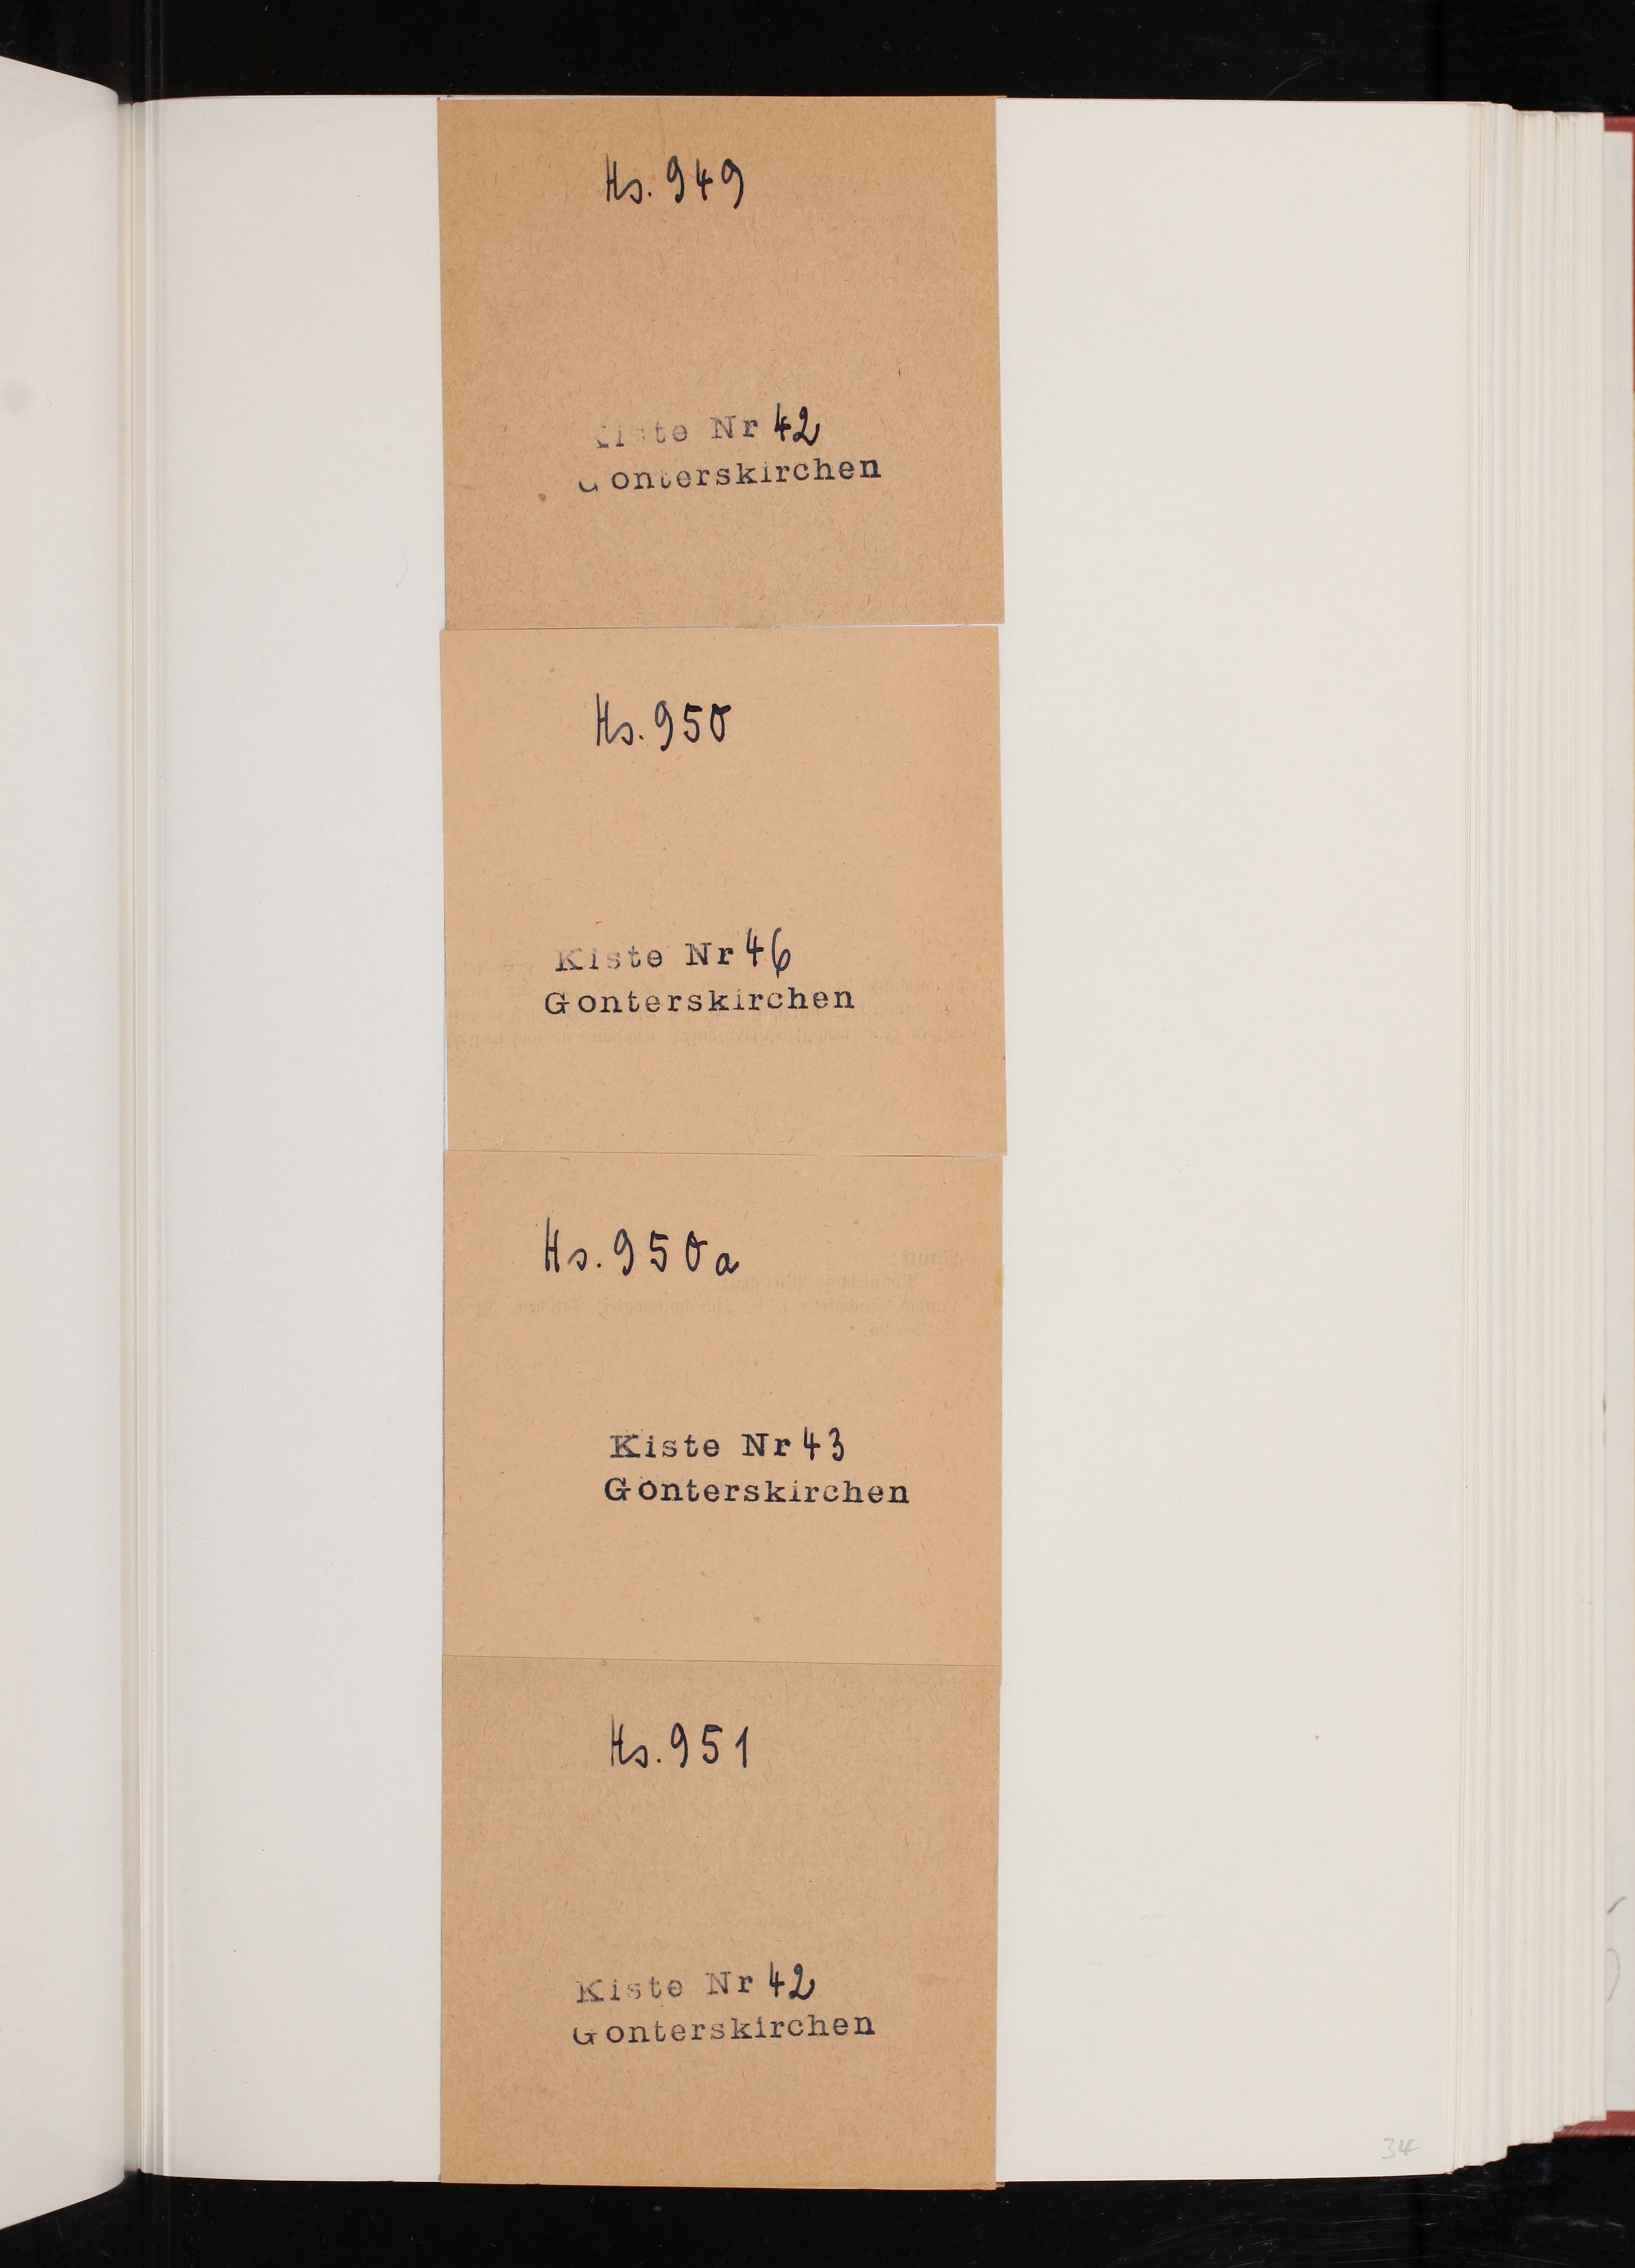 Hs. 949
Kiste Nr 42
Gonterskirchen
Hs. 950
Kiste Nr 46
Gonterskirchen
Hs. 950a
Kiste Nr 43
Gonterskirchen
Hs. 951
Kiste Nr 42
Gonterskirchen
34